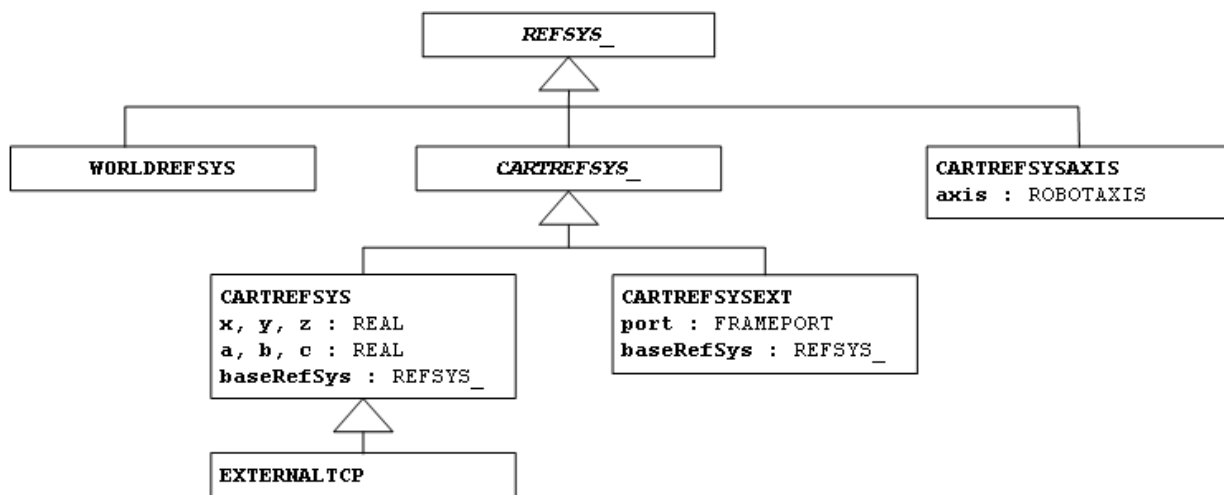 REFSYS_
WORLDREFSYS
CARTREFSYS_
CARTREFSYSAXIS
axis : ROBOTAXIS
CARTREFSYS
x, y, z : REAL
a, b, c : REAL
baseRefSys : REFSYS_
CARTREFSYSEXT
port : FRAMEPORT
baseRefSys : REFSYS_
EXTERNALTCP